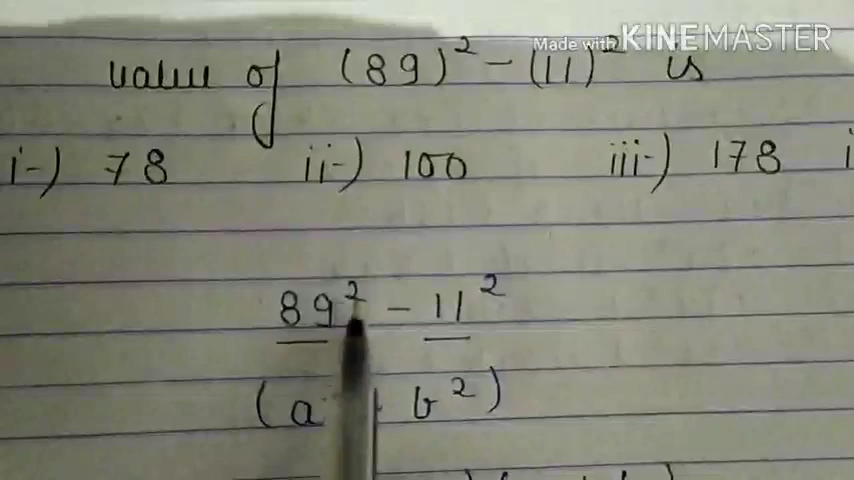 Made with KINEMASTER
value of (89)² - (11)² is
i-) 78 ii-) 100 iii-) 178 i
89² - 11²
(a b²)